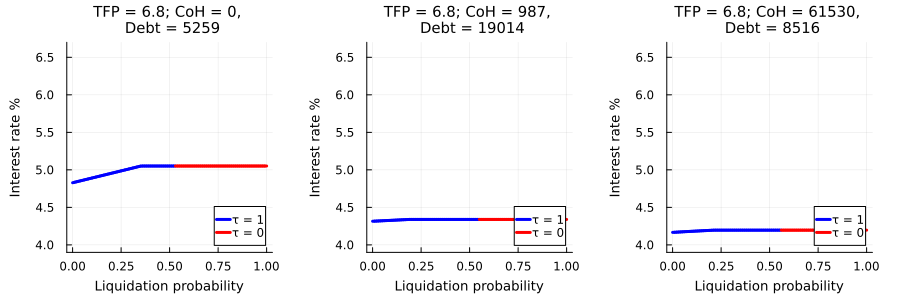 TFP = 6.8; CoH = 0,
Debt = 5259
Interest rate %
6.5
6.0
5.5
5.0
4.5
4.0
τ = 1
τ = 0
0.00 0.25 0.50 0.75 1.00
Liquidation probability
TFP = 6.8; CoH = 987,
Debt = 19014
Interest rate %
6.5
6.0
5.5
5.0
4.5
4.0
τ = 1
τ = 0
0.00 0.25 0.50 0.75 1.00
Liquidation probability
TFP = 6.8; CoH = 61530,
Debt = 8516
Interest rate %
6.5
6.0
5.5
5.0
4.5
4.0
τ = 1
τ = 0
0.00 0.25 0.50 0.75 1.00
Liquidation probability